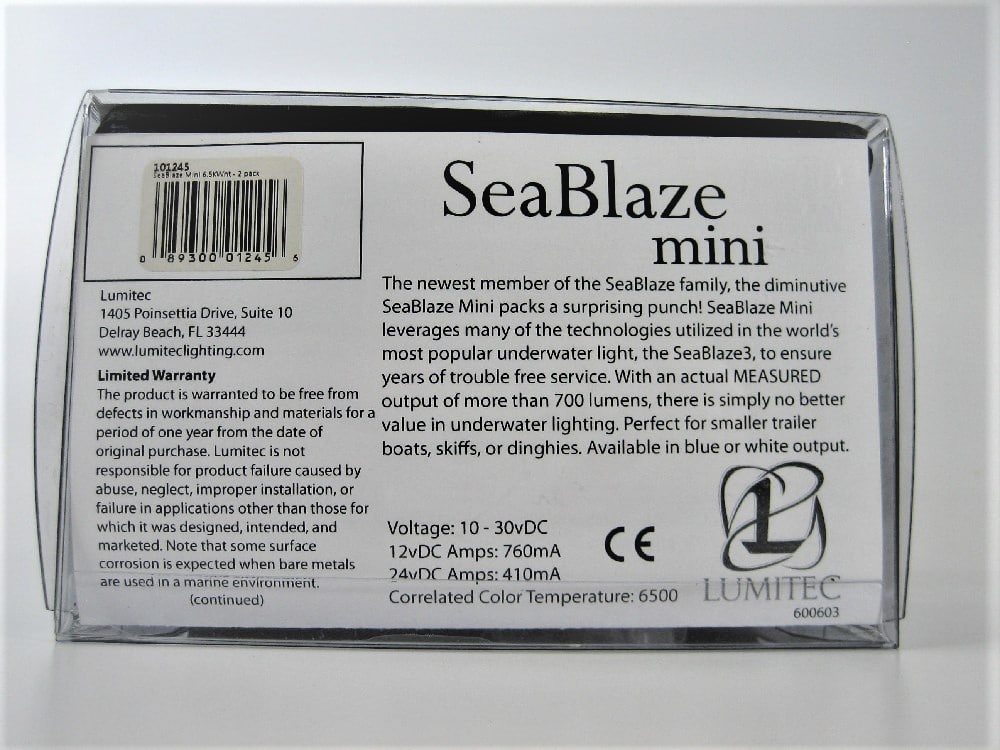 101245
SeaBlaze Mini 6.5KWht - 2 pack
0 89300 01245 6
Lumitec
1405 Poinsettia Drive, Suite 10
Delray Beach, FL 33444
www.lumiteclighting.com
Limited Warranty
The product is warranted to be free from
defects in workmanship and materials for a
period of one year from the date of
original purchase. Lumitec is not
responsible for product failure caused by
abuse, neglect, improper installation, or
failure in applications other than those for
which it was designed, intended, and
marketed. Note that some surface
corrosion is expected when bare metals
are used in a marine environment.
(continued)
SeaBlaze
mini
The newest member of the SeaBlaze family, the diminutive
SeaBlaze Mini packs a surprising punch! SeaBlaze Mini
leverages many of the technologies utilized in the world's
most popular underwater light, the SeaBlaze3, to ensure
years of trouble free service. With an actual MEASURED
output of more than 700 lumens, there is simply no better
value in underwater lighting. Perfect for smaller trailer
boats, skiffs, or dinghies. Available in blue or white output.
Voltage: 10 - 30vDC
12vDC Amps: 760mA
24vDC Amps: 410mA
Correlated Color Temperature: 6500
CE
L
LUMITEC
600603